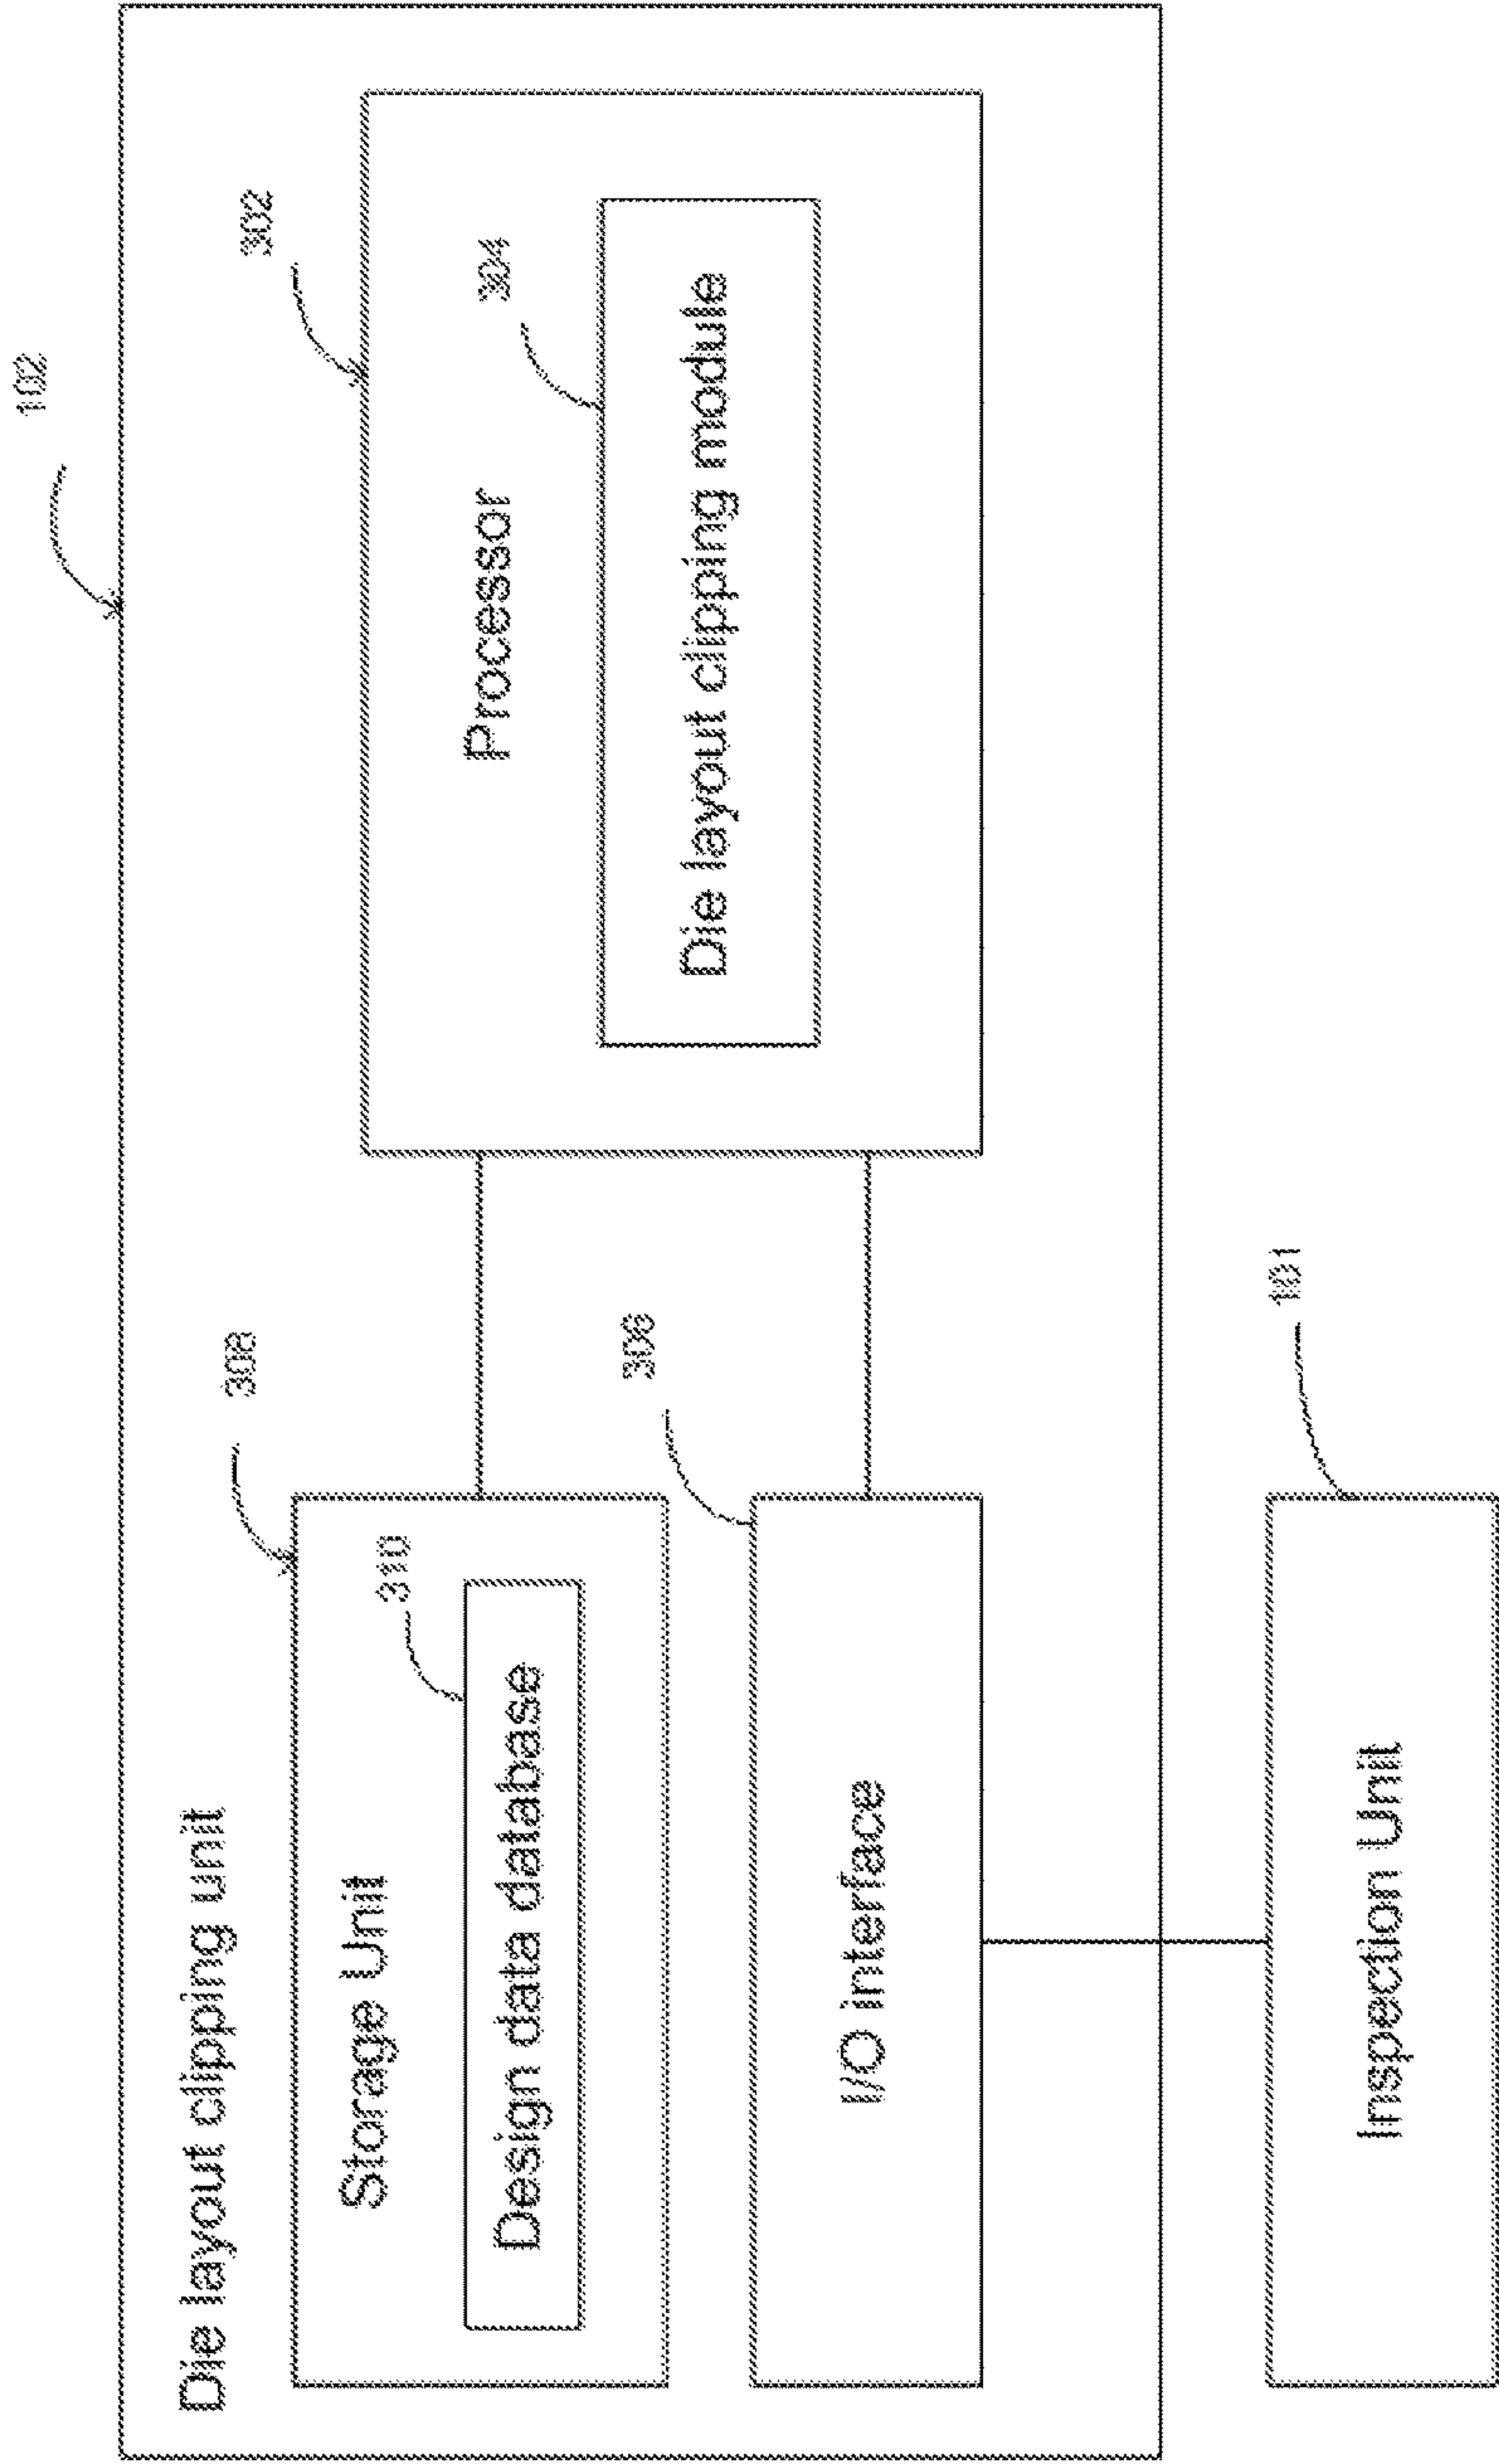 102
Die layout clipping unit
308
302
Storage Unit
310
Design data database
Processor
304
Die layout clipping module
306
I/O interface
101
Inspection Unit